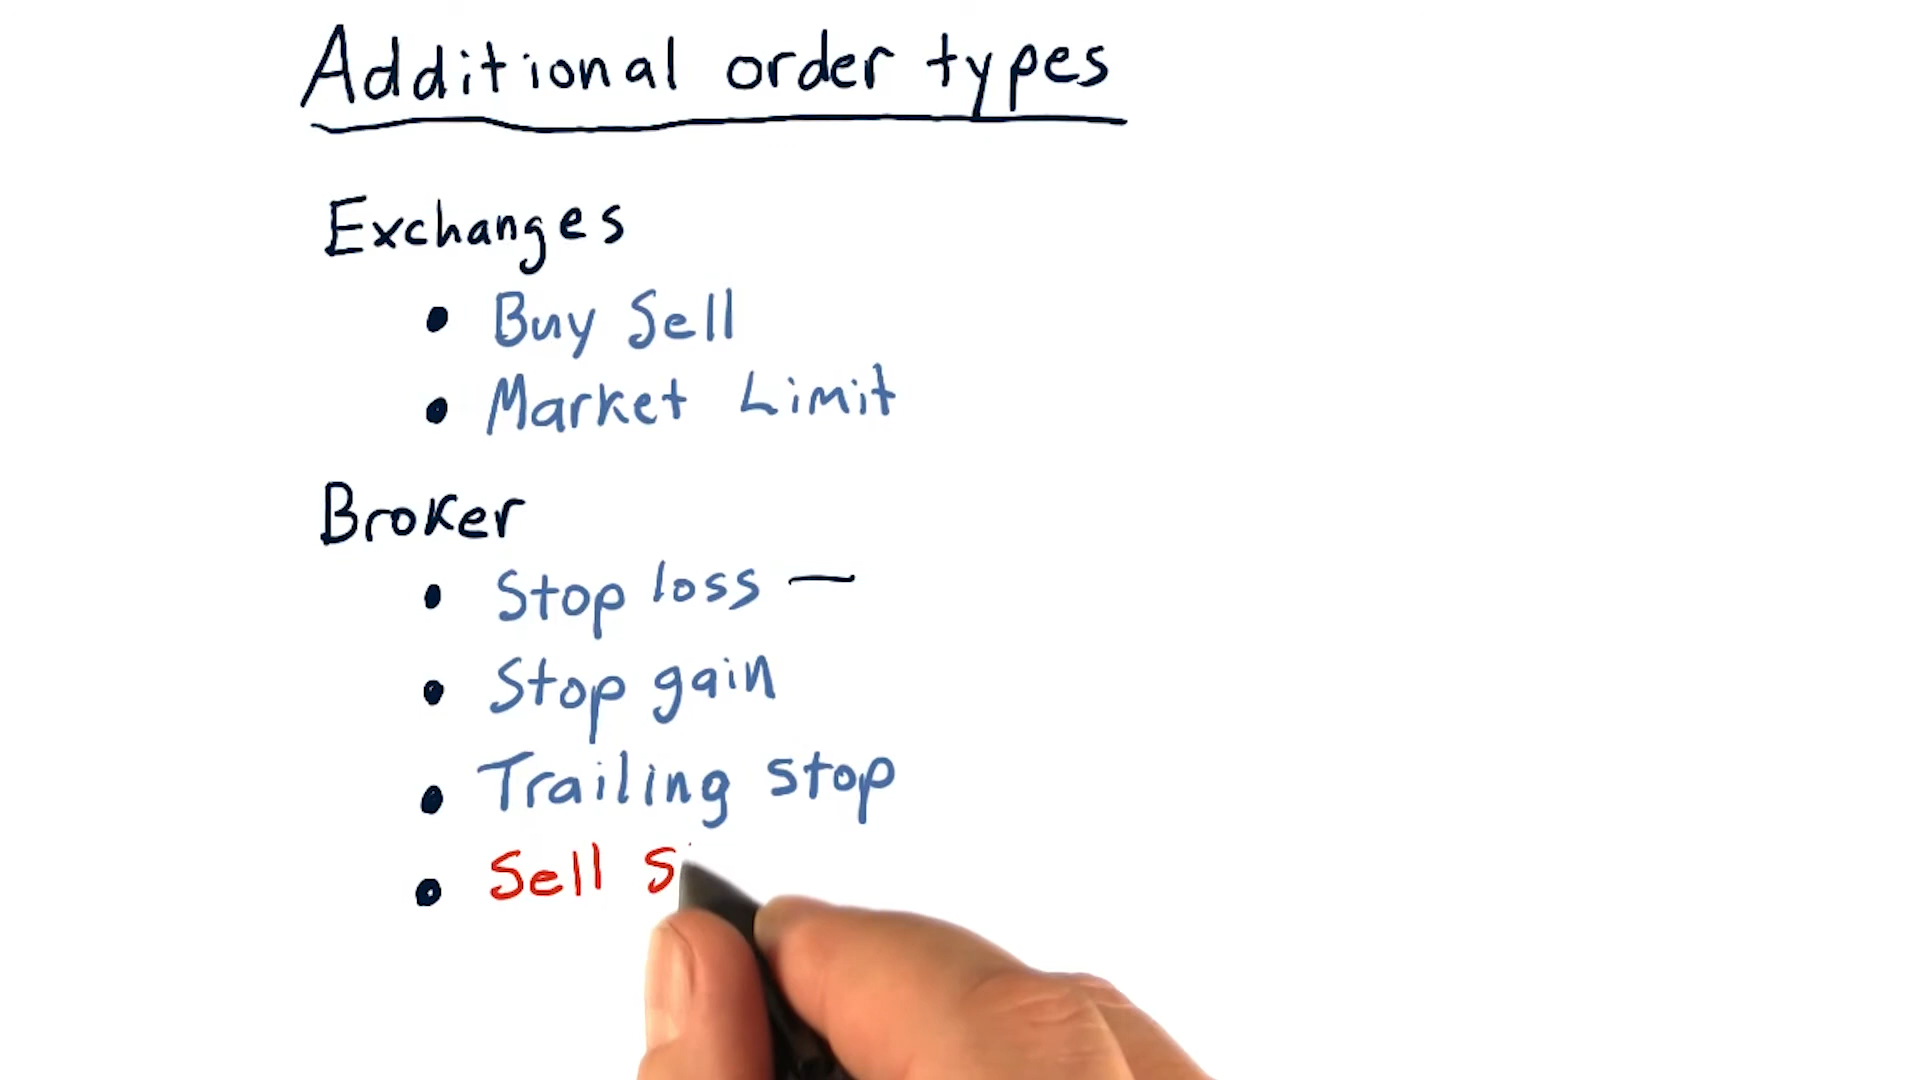 Additional order types
Exchanges
• Buy Sell
• Market Limit
Broker
• Stop loss —
• Stop gain
• Trailing stop
• Sell S